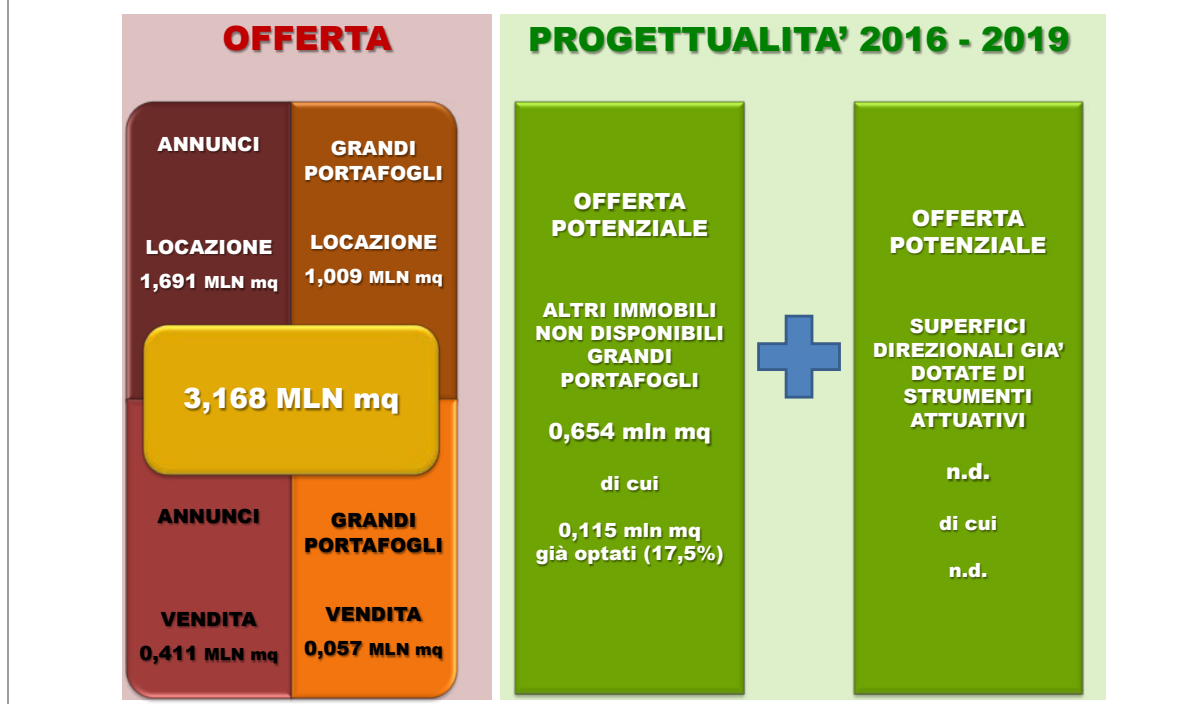 OFFERTA
ANNUNCI
LOCAZIONE
1,691 MLN mq
GRANDI
PORTAFOGLI
LOCAZIONE
1,009 MLN mq
3,168 MLN mq
ANNUNCI
VENDITA
0,411 MLN mq
GRANDI
PORTAFOGLI
VENDITA
0,057 MLN mq
PROGETTUALITA’ 2016 - 2019
OFFERTA
POTENZIALE
ALTRI IMMOBILI
NON DISPONIBILI
GRANDI
PORTAFOGLI
0,654 mln mq
di cui
0,115 mln mq
già optati (17,5%)
OFFERTA
POTENZIALE
SUPERFICI
DIREZIONALI GIA’
DOTATE DI
STRUMENTI
ATTUATIVI
n.d.
di cui
n.d.